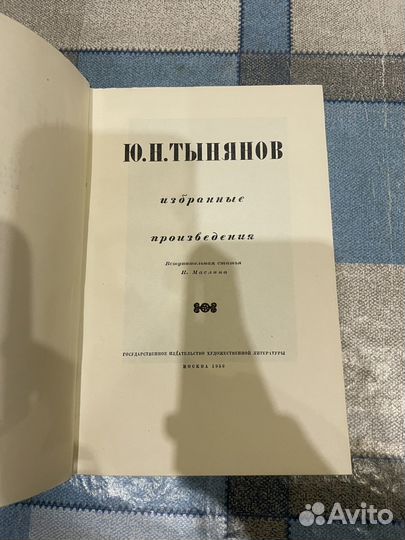 Ю.Н.ТЫНЯНОВ
избранные
произведения
Вступительная статья
Н. Маслина
ГОСУДАРСТВЕННОЕ ИЗДАТЕЛЬСТВО ХУДОЖЕСТВЕННОЙ ЛИТЕРАТУРЫ
МОСКВА 1956
Avito